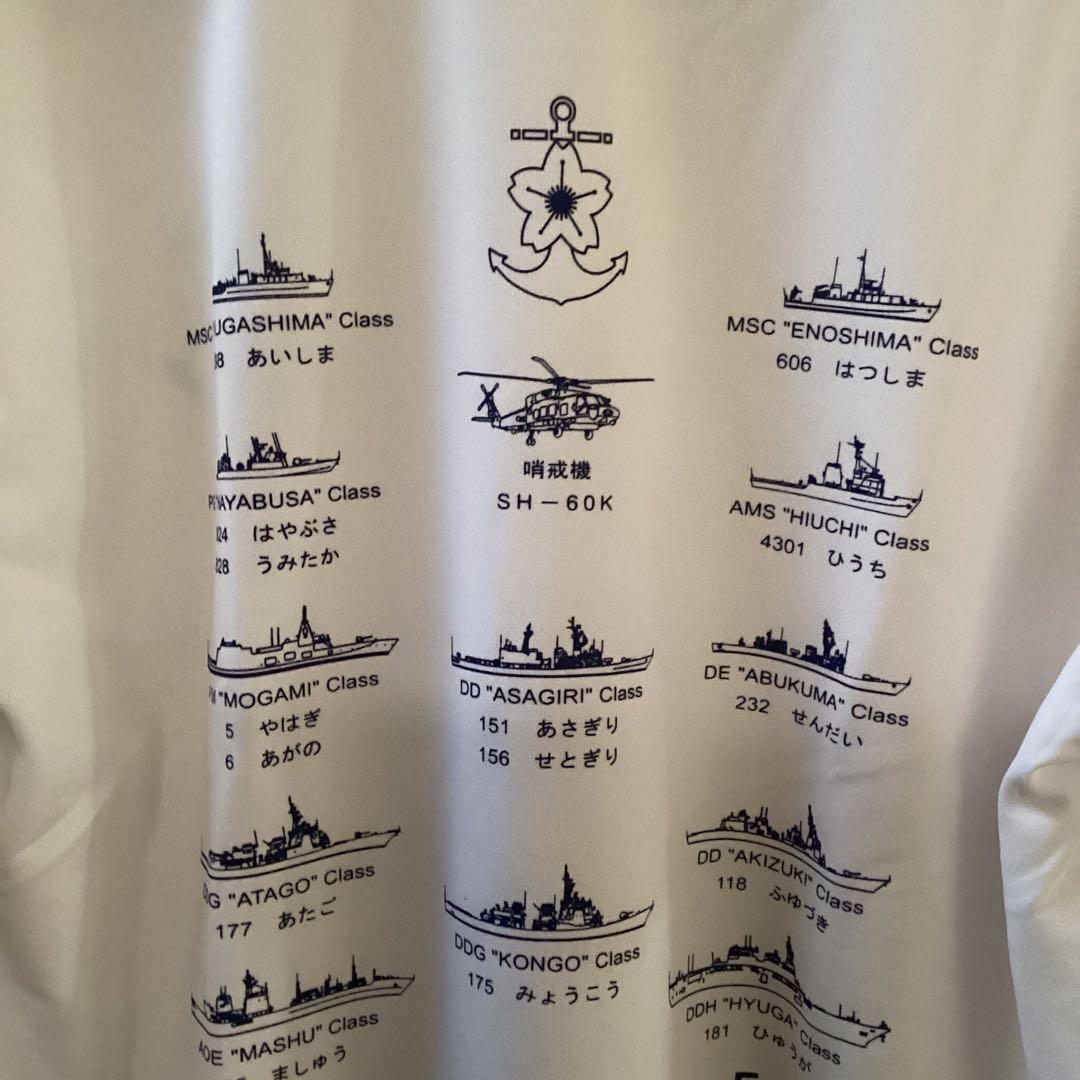 MSC UGASHIMA" Class
88 あいしま
AYABUSA" Class
24 はやぶさ
28 うみたか
"MOGAMI" Class
5 やはぎ
6 あがの
G "ATAGO" Class
177 あたご
AOE "MASHU" Class
ましゅう
哨戒機
SH-60K
DD "ASAGIRI" Class
151 あさぎり
156 せとぎり
DDG "KONGO" Class
175 みょうこう
MSC "ENOSHIMA" Class
606 はつしま
AMS "HIUCHI" Class
4301 ひうち
DE "ABUKUMA" Class
232 せんだい
DD "AKIZUKI" Class
118 ふゆづき
DDH "HYUGA" Class
181 ひゅうが